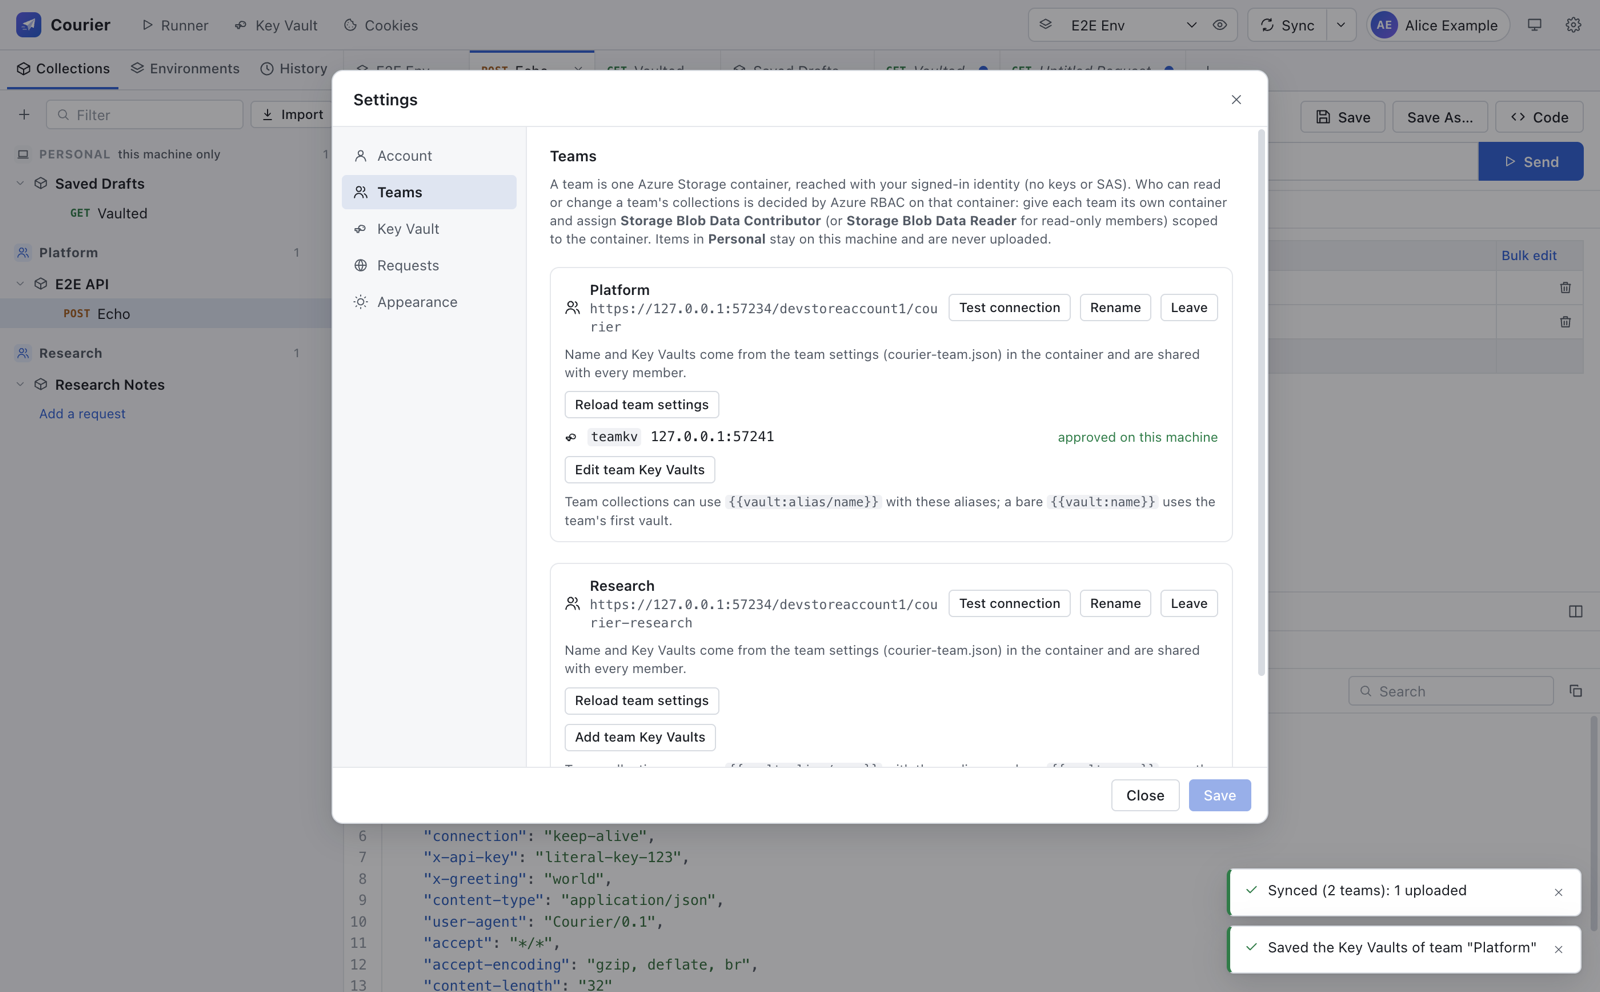 Courier
Runner
Key Vault
Cookies
E2E Env
Sync
AE
Alice Example
Collections
Environments
History
Filter
Import
Save
Save As...
Code
Send
PERSONAL this machine only 1
Saved Drafts
GET Vaulted
Platform 1
E2E API
POST Echo
Research 1
Research Notes
Add a request
Bulk edit
Search
Settings
Account
Teams
Key Vault
Requests
Appearance
Teams
A team is one Azure Storage container, reached with your signed-in identity (no keys or SAS). Who can read
or change a team's collections is decided by Azure RBAC on that container: give each team its own container
and assign Storage Blob Data Contributor (or Storage Blob Data Reader for read-only members) scoped
to the container. Items in Personal stay on this machine and are never uploaded.
Platform
https://127.0.0.1:57234/devstoreaccount1/cou
rier
Test connection
Rename
Leave
Name and Key Vaults come from the team settings (courier-team.json) in the container and are shared
with every member.
Reload team settings
teamkv 127.0.0.1:57241
approved on this machine
Edit team Key Vaults
Team collections can use {{vault:alias/name}} with these aliases; a bare {{vault:name}} uses the
team's first vault.
Research
https://127.0.0.1:57234/devstoreaccount1/cou
rier-research
Test connection
Rename
Leave
Name and Key Vaults come from the team settings (courier-team.json) in the container and are shared
with every member.
Reload team settings
Add team Key Vaults
Close
Save
6 "connection": "keep-alive",
7 "x-api-key": "literal-key-123",
8 "x-greeting": "world",
9 "content-type": "application/json",
10 "user-agent": "Courier/0.1",
11 "accept": "*/*",
12 "accept-encoding": "gzip, deflate, br",
13 "content-length": "32"
Synced (2 teams): 1 uploaded
Saved the Key Vaults of team "Platform"